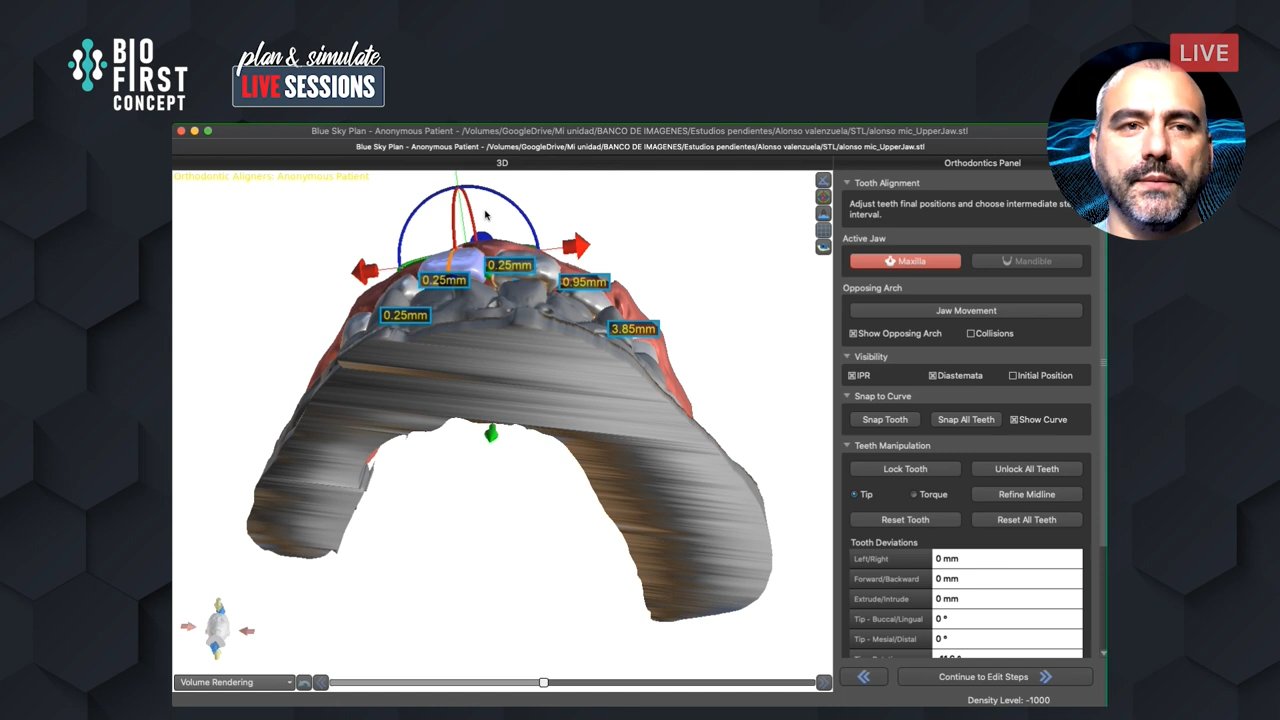 BIO
FIRST
CONCEPT
plan & simulate
LIVE SESSIONS
LIVE
Blue Sky Plan - Anonymous Patient - /Volumes/GoogleDrive/Mi unidad/BANCO DE IMAGENES/Estudios pendientes/Alonso valenzuela/STL/alonso mic_UpperJaw.stl
Blue Sky Plan - Anonymous Patient - /Volumes/GoogleDrive/Mi unidad/BANCO DE IMAGENES/Estudios pendientes/Alonso valenzuela/STL/alonso mic_UpperJaw.stl
3D
Orthodontics Panel
Orthodontic Aligners: Anonymous Patient
0.25mm
0.25mm
0.95mm
0.25mm
3.85mm
Tooth Alignment
Adjust teeth final positions and choose intermediate
interval.
Active Jaw
Maxilla
Mandible
Opposing Arch
Jaw Movement
Show Opposing Arch
Collisions
Visibility
IPR
Diastemata
Initial Position
Snap to Curve
Snap Tooth
Snap All Teeth
Show Curve
Teeth Manipulation
Lock Tooth
Unlock All Teeth
Tip
Torque
Refine Midline
Reset Tooth
Reset All Teeth
Tooth Deviations
Left/Right 0 mm
Forward/Backward 0 mm
Extrude/Intrude 0 mm
Tip - Buccal/Lingual 0 °
Tip - Mesial/Distal 0 °
Volume Rendering
Continue to Edit Steps
Density Level: -1000